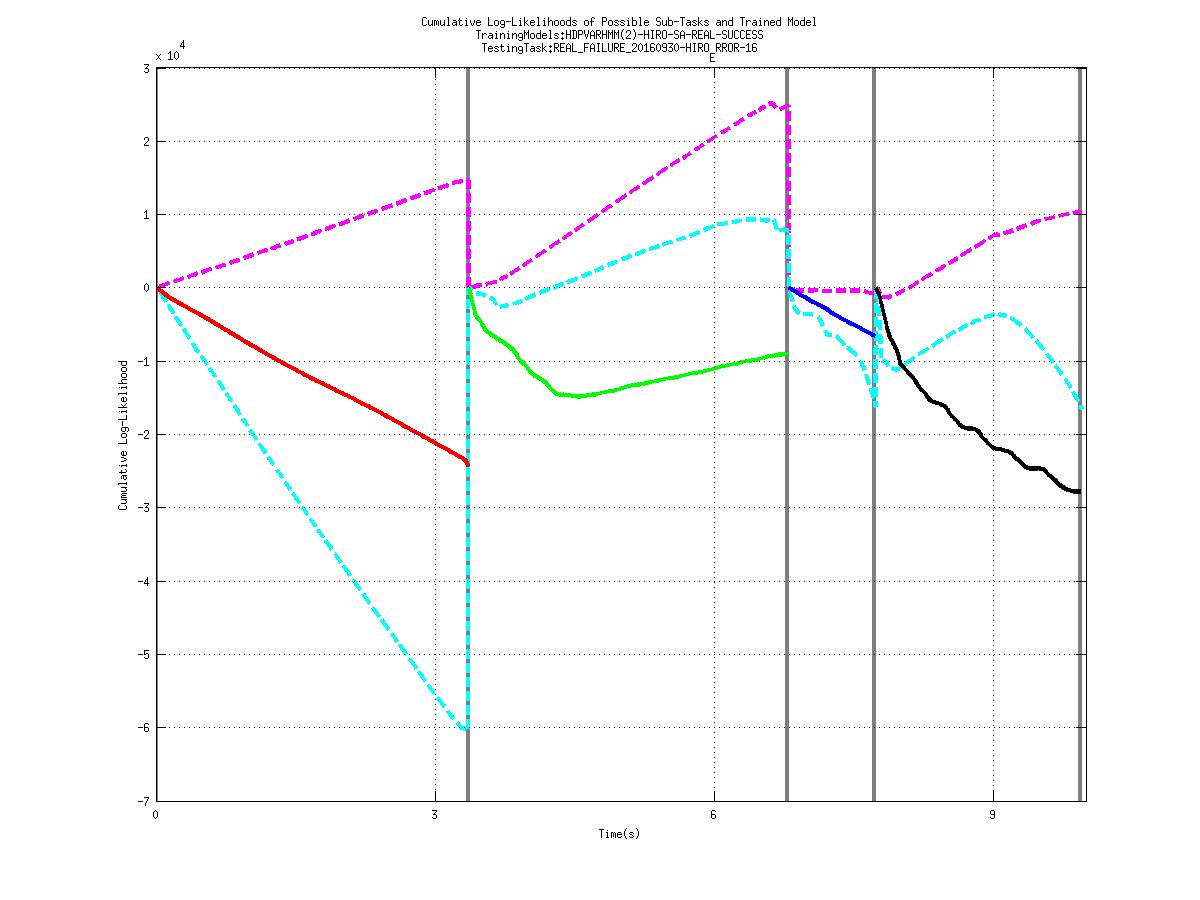 Cumulative Log-Likelihoods of Possible Sub-Tasks and Trained Model
TrainingModels:HDPVARHMM(2)-HIRO-SA-REAL-SUCCESS
TestingTask:REAL_FAILURE_20160930-HIRO_RROR-16
E
x 10^4
3
2
1
0
-1
-2
-3
-4
-5
-6
-7
Cumulative Log-Likelihood
0 3 6 9
Time(s)